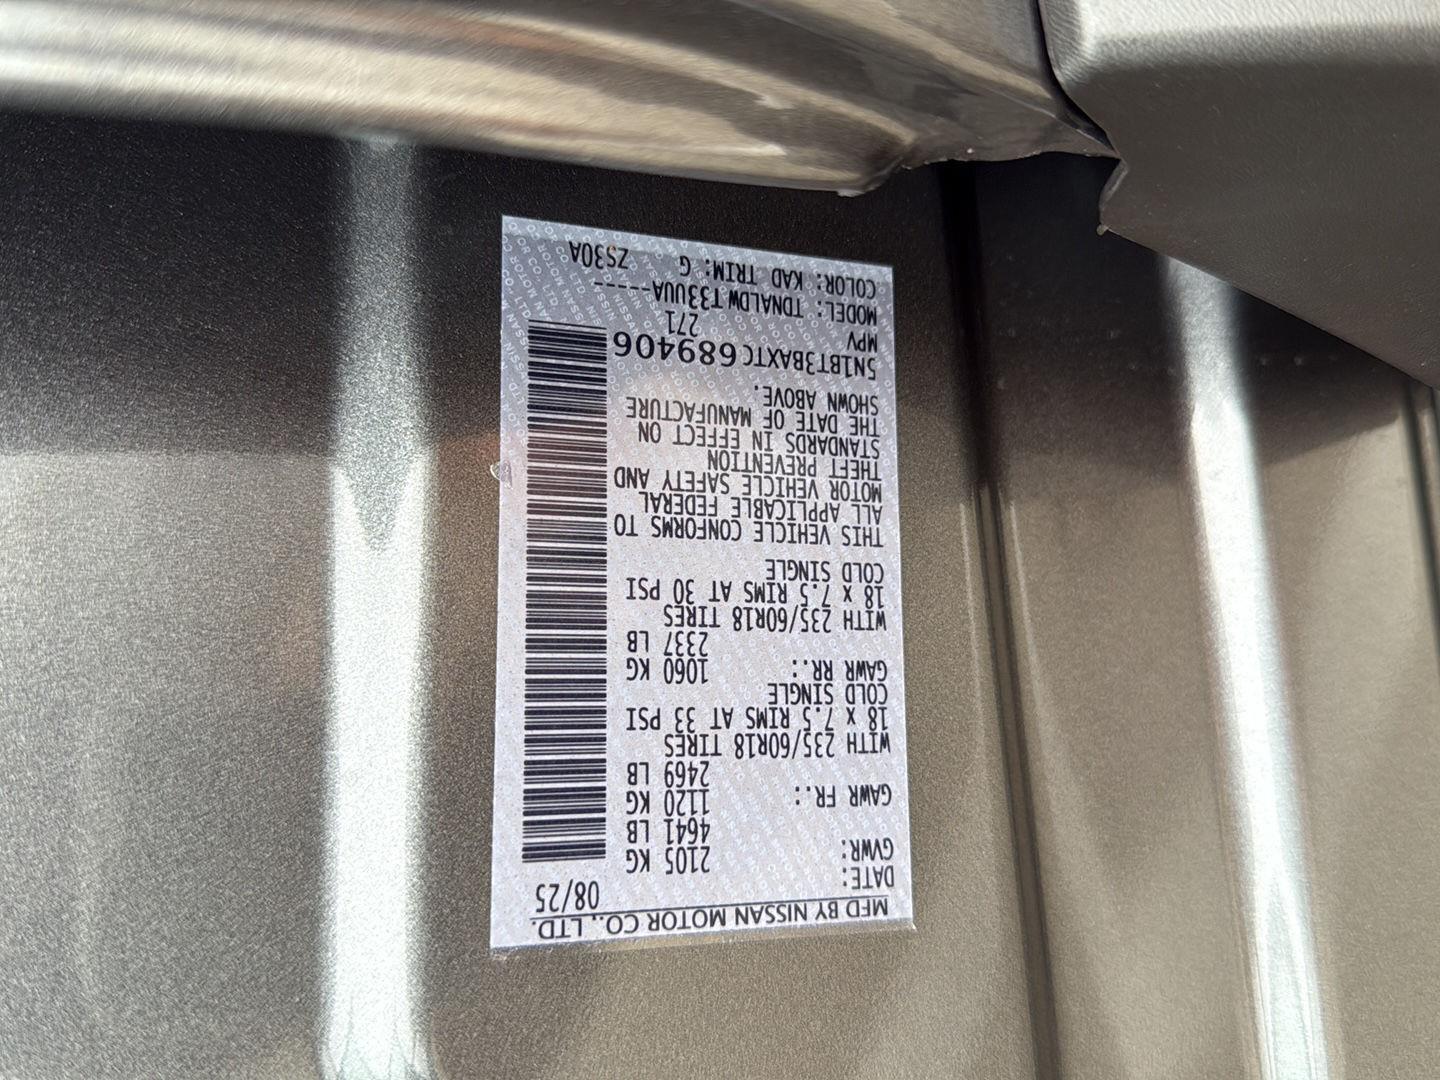 MFD BY NISSAN MOTOR CO., LTD.
DATE: 08/25
GVWR: 2105 KG
4641 LB
GAWR FR.: 1120 KG
2469 LB
WITH 235/60R18 TIRES
18 x 7.5 RIMS AT 33 PSI
COLD SINGLE
GAWR RR.: 1060 KG
2337 LB
WITH 235/60R18 TIRES
18 x 7.5 RIMS AT 30 PSI
COLD SINGLE
THIS VEHICLE CONFORMS TO
ALL APPLICABLE FEDERAL
MOTOR VEHICLE SAFETY AND
THEFT PREVENTION
STANDARDS IN EFFECT ON
THE DATE OF MANUFACTURE
SHOWN ABOVE.
5N1BT3BAXTC689406
MPV 271
MODEL: TDNALDWT33UUA-----
COLOR: KAD TRIM: G ZS30A